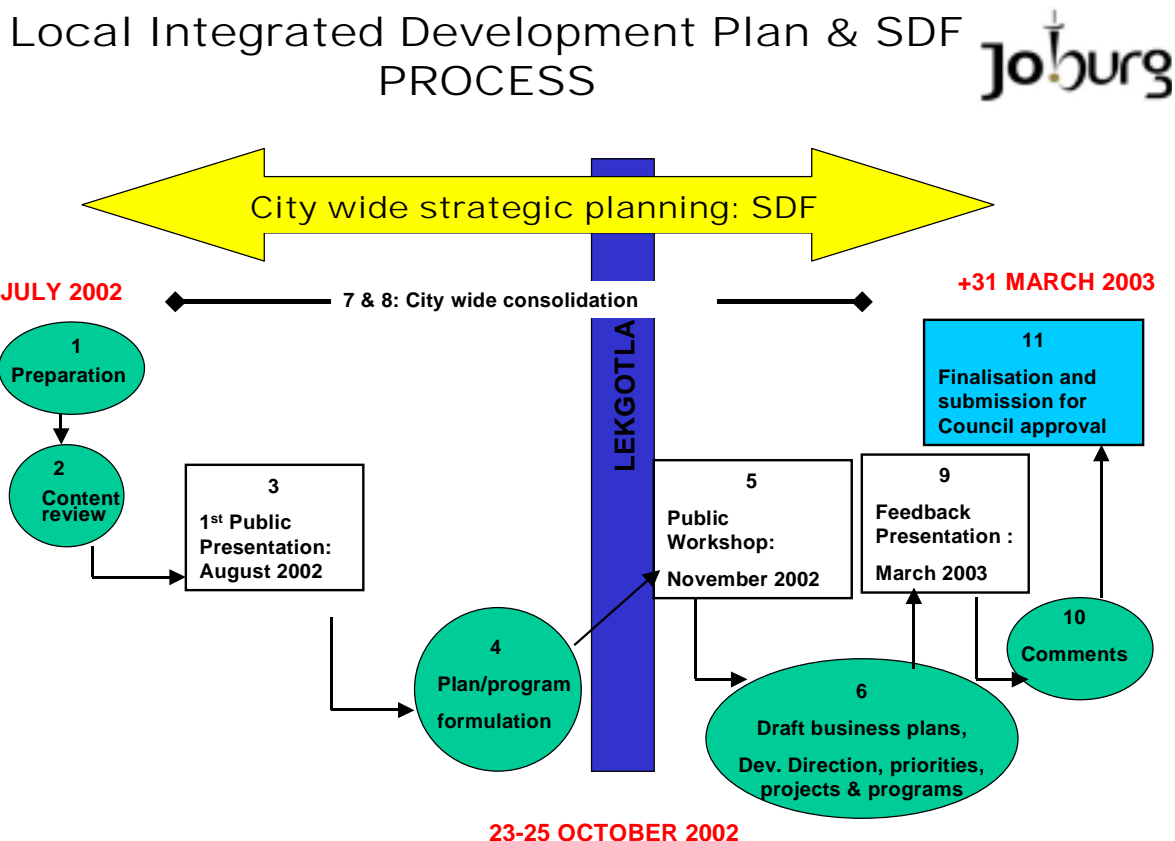 Local Integrated Development Plan & SDF
PROCESS
Joburg
City wide strategic planning: SDF
JULY 2002
7 & 8: City wide consolidation
+31 MARCH 2003
LEKGOTLA
1
Preparation
2
Content
review
3
1st Public
Presentation:
August 2002
4
Plan/program
formulation
5
Public
Workshop:
November 2002
6
Draft business plans,
Dev. Direction, priorities,
projects & programs
9
Feedback
Presentation :
March 2003
10
Comments
11
Finalisation and
submission for
Council approval
23-25 OCTOBER 2002